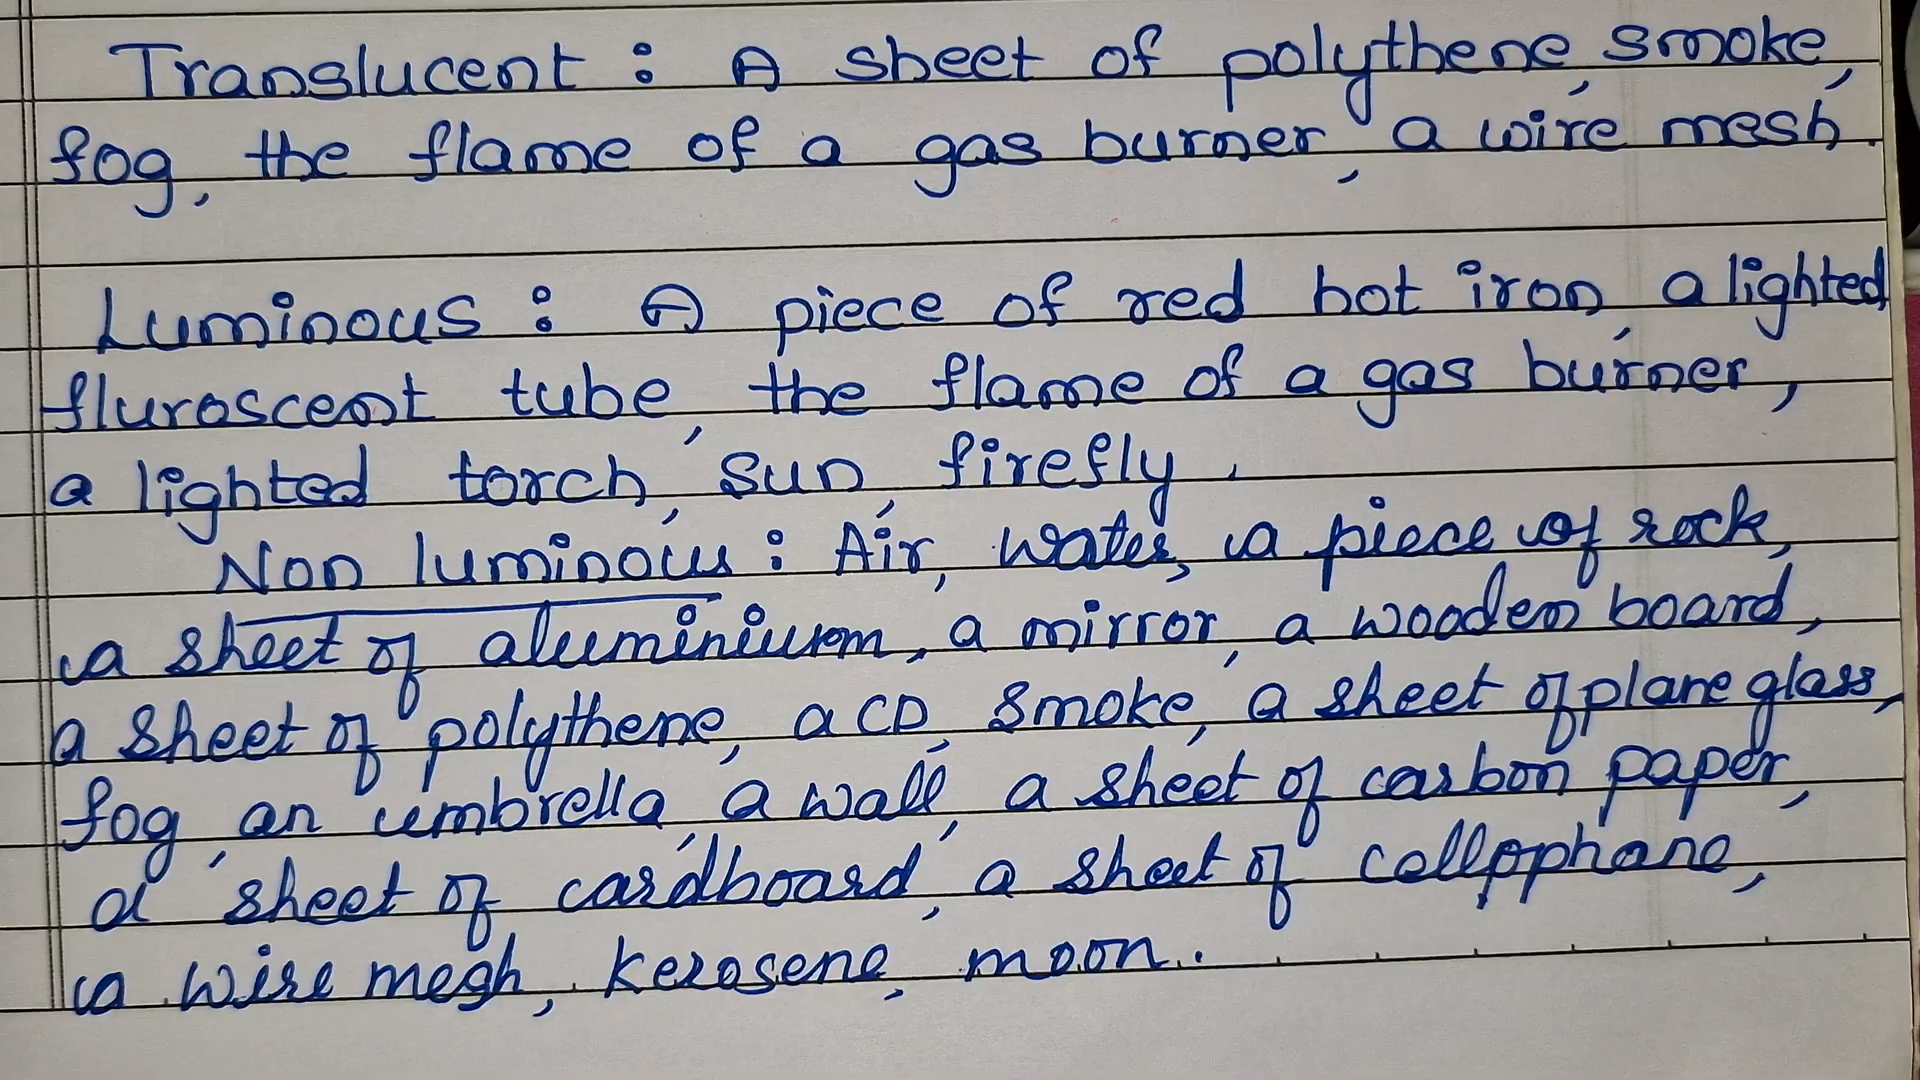 Translucent : A sheet of polythene, smoke,
fog, the flame of a gas burner, a wire mesh.
Luminous : A piece of red hot iron, a lighted
fluroscent tube, the flame of a gas burner,
a lighted torch, sun, firefly.
Non luminous : Air, water, a piece of rock,
a sheet of aluminium, a mirror, a wooden board,
a sheet of polythene, a CD, smoke, a sheet of plane glass,
fog, an umbrella, a wall, a sheet of carbon paper,
a sheet of cardboard, a sheet of cellophane,
a wire mesh, kerosene, moon.